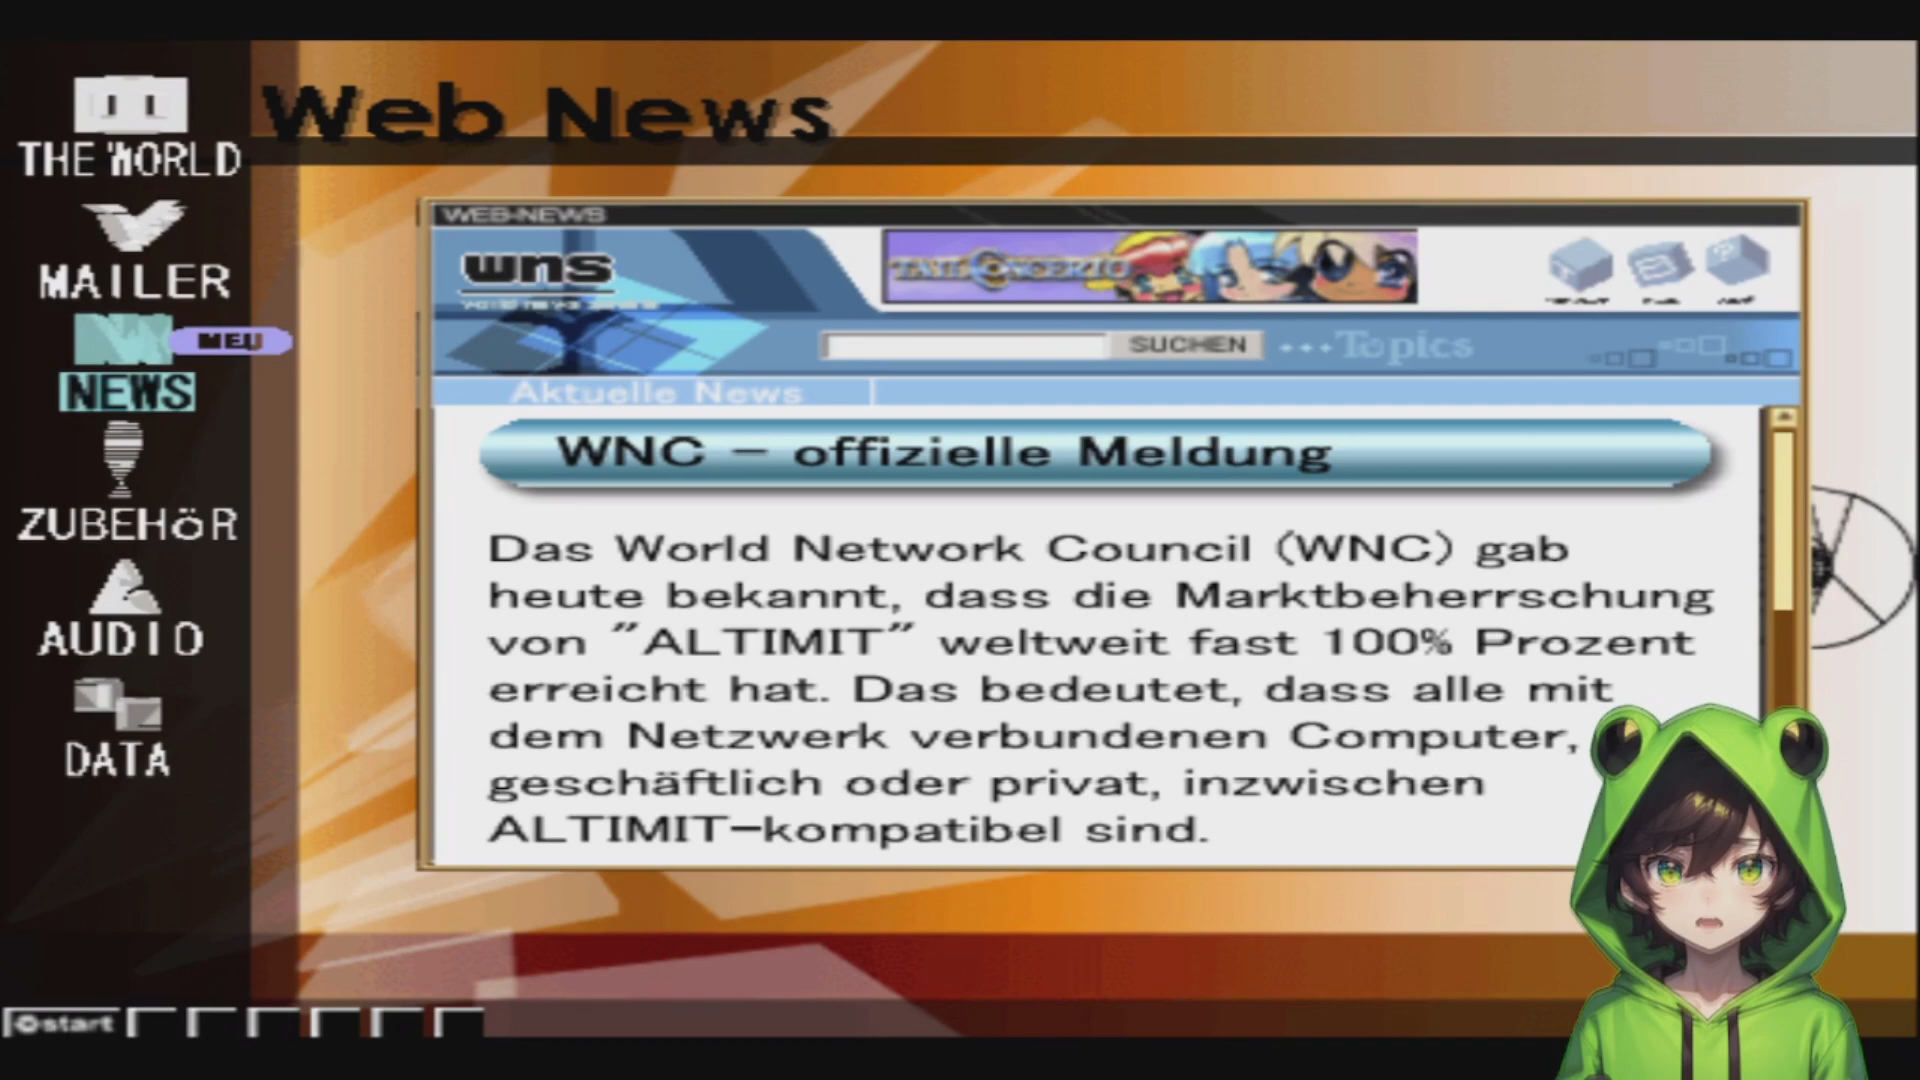 Web News
THE WORLD
MAILER
NEU
NEWS
ZUBEHöR
AUDIO
DATA
WEB-NEWS
wns
SUCHEN
Topics
Aktuelle News
WNC - offizielle Meldung
Das World Network Council (WNC) gab
heute bekannt, dass die Marktbeherrschung
von "ALTIMIT" weltweit fast 100% Prozent
erreicht hat. Das bedeutet, dass alle mit
dem Netzwerk verbundenen Computer,
geschäftlich oder privat, inzwischen
ALTIMIT-kompatibel sind.
start